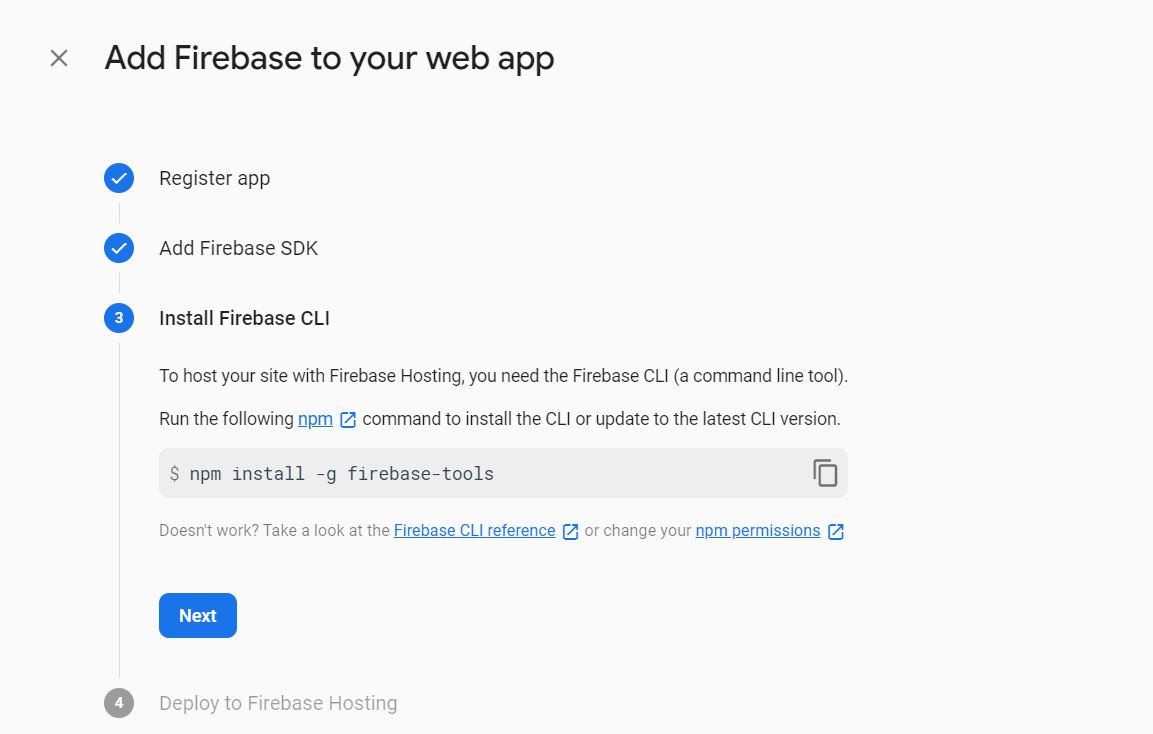 Add Firebase to your web app
Register app
Add Firebase SDK
3 Install Firebase CLI
To host your site with Firebase Hosting, you need the Firebase CLI (a command line tool).
Run the following npm command to install the CLI or update to the latest CLI version.
$ npm install -g firebase-tools
Doesn't work? Take a look at the Firebase CLI reference or change your npm permissions
Next
4 Deploy to Firebase Hosting